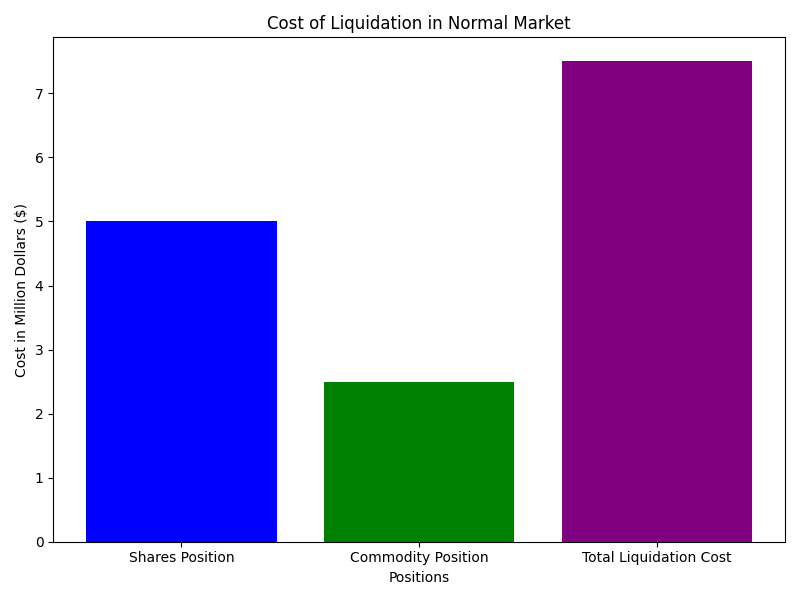 Cost of Liquidation in Normal Market
Cost in Million Dollars ($)
7
6
5
4
3
2
1
0
Shares Position
Commodity Position
Total Liquidation Cost
Positions